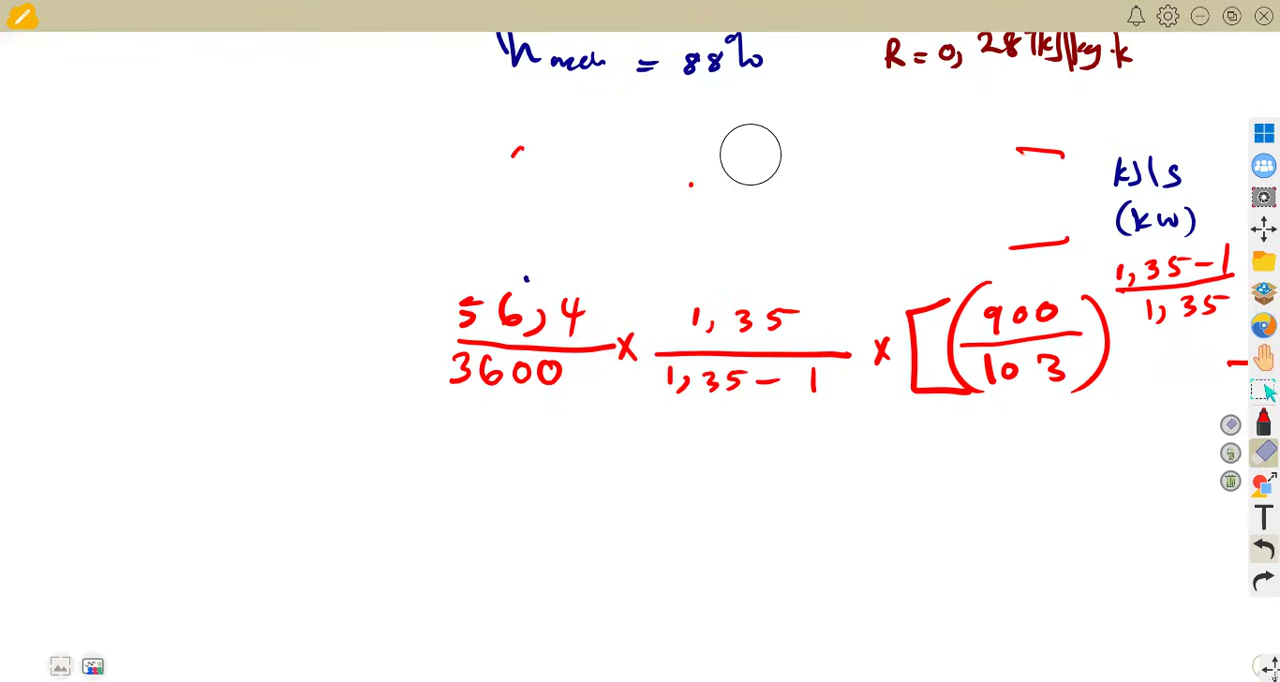 η mech = 88%
R = 0, 287kJ/kg.k
kJ/s
(kw)
56,4/3600 x 1,35/1,35-1 x [(900/103) 1,35-1/1,35 -
T